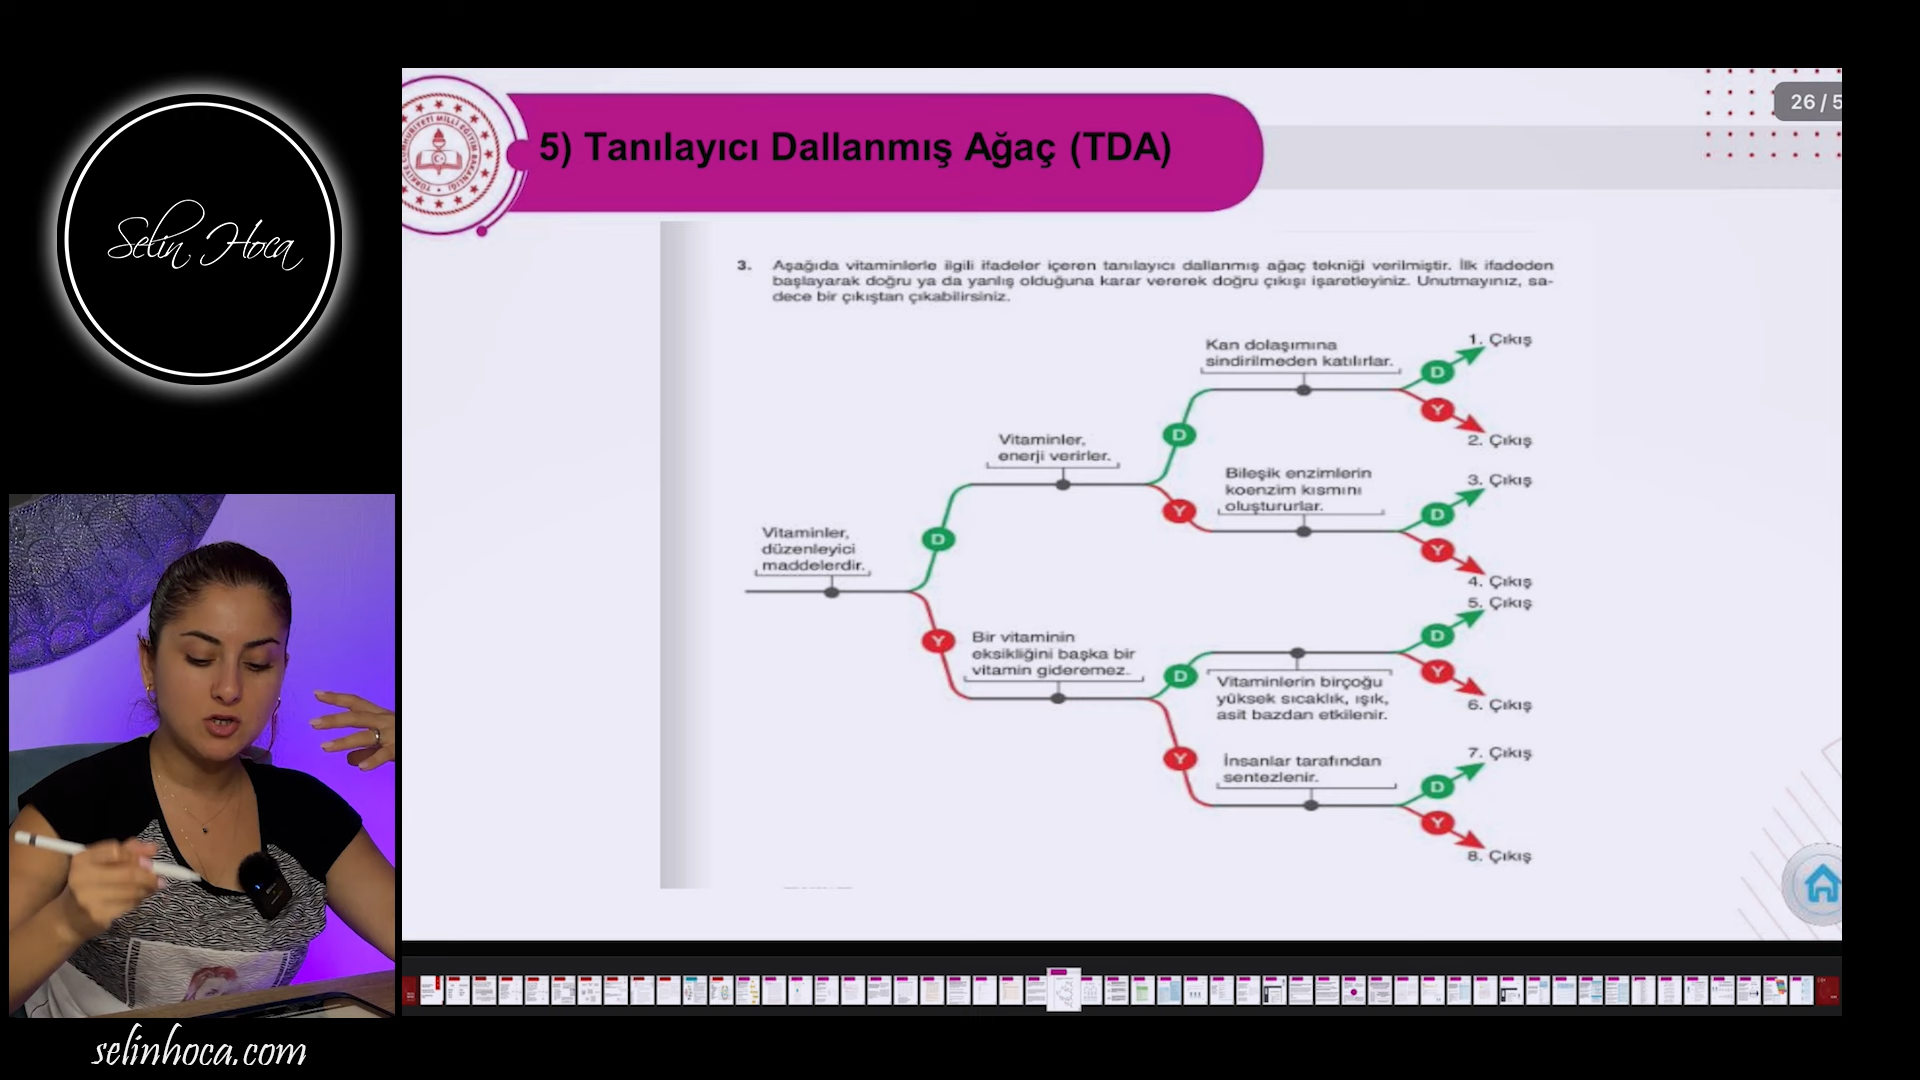 Selin Hoca
selinhoca.com
5) Tanılayıcı Dallanmış Ağaç (TDA)
26 / 5
3. Aşağıda vitaminlerle ilgili ifadeler içeren tanılayıcı dallanmış ağaç tekniği verilmiştir. İlk ifadeden
başlayarak doğru ya da yanlış olduğuna karar vererek doğru çıkışı işaretleyiniz. Unutmayınız, sa-
dece bir çıkıştan çıkabilirsiniz.
Vitaminler,
düzenleyici
maddelerdir.
D
Y
Vitaminler,
enerji verirler.
D
Y
Bir vitaminin
eksikliğini başka bir
vitamin gideremez.
D
Y
Kan dolaşımına
sindirilmeden katılırlar.
D
1. Çıkış
Y
2. Çıkış
Bileşik enzimlerin
koenzim kısmını
oluştururlar.
D
3. Çıkış
Y
4. Çıkış
Vitaminlerin birçoğu
yüksek sıcaklık, ışık,
asit bazdan etkilenir.
D
5. Çıkış
Y
6. Çıkış
İnsanlar tarafından
sentezlenir.
D
7. Çıkış
Y
8. Çıkış